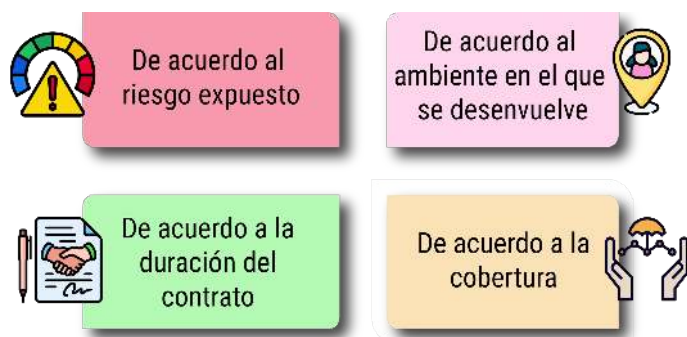 De acuerdo al
riesgo expuesto
De acuerdo al
ambiente en el que
se desenvuelve
De acuerdo a la
duración del
contrato
De acuerdo a la
cobertura